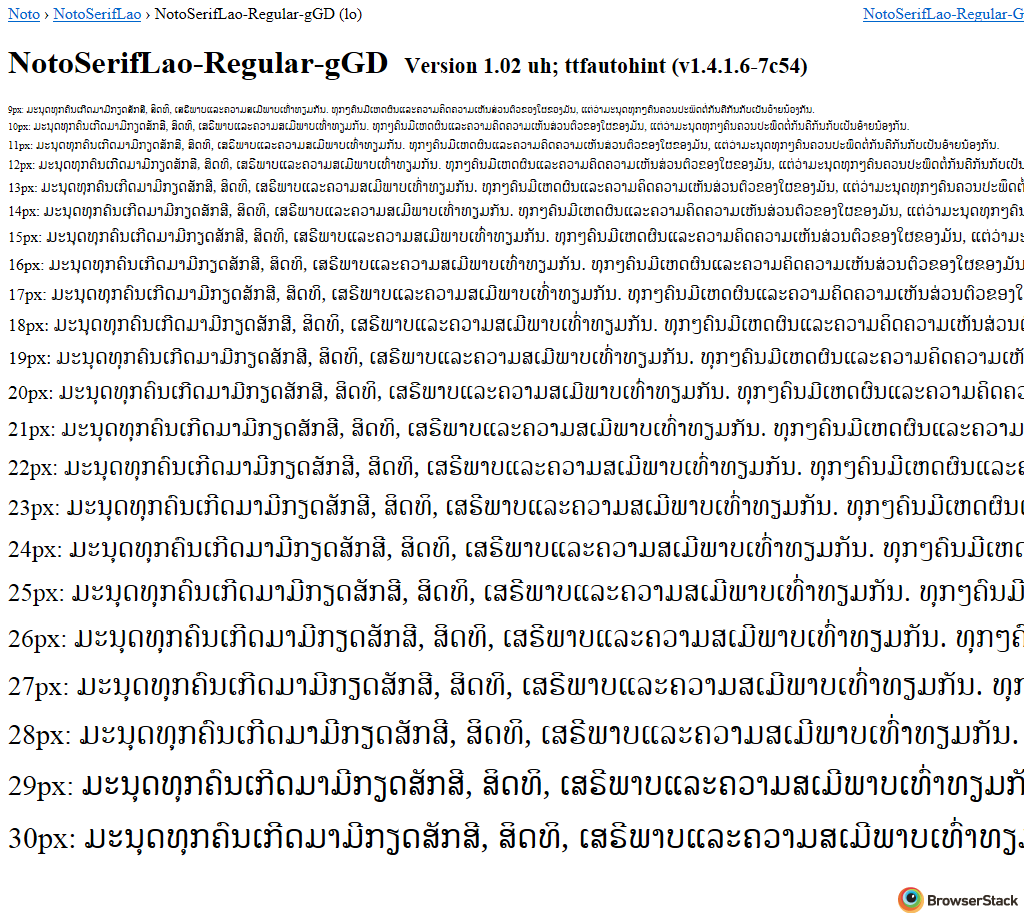 Noto › NotoSerifLao › NotoSerifLao-Regular-gGD (lo)
NotoSerifLao-Regular-G
NotoSerifLao-Regular-gGD Version 1.02 uh; ttfautohint (v1.4.1.6-7c54)
9px: ມະນຸດທຸກຄົນເກີດມາມີກຽດສັກສີ, ສິດທິ, ເສຣີພາບແລະຄວາມສເມີພາບເທົ່າທຽມກັນ. ທຸກໆຄົນມີເຫດຜົນແລະຄວາມຄິດຄວາມເຫັນສ່ວນຕົວຂອງໃຜຂອງມັນ, ແຕ່ວ່າມະນຸດທຸກໆຄົນຄວນປະພຶດຕໍ່ກັນຄືກັນກັບເປັນອ້າຍນ້ອງກັນ.
10px: ມະນຸດທຸກຄົນເກີດມາມີກຽດສັກສີ, ສິດທິ, ເສຣີພາບແລະຄວາມສເມີພາບເທົ່າທຽມກັນ. ທຸກໆຄົນມີເຫດຜົນແລະຄວາມຄິດຄວາມເຫັນສ່ວນຕົວຂອງໃຜຂອງມັນ, ແຕ່ວ່າມະນຸດທຸກໆຄົນຄວນປະພຶດຕໍ່ກັນຄືກັນກັບເປັນອ້າຍນ້ອງກັນ.
11px: ມະນຸດທຸກຄົນເກີດມາມີກຽດສັກສີ, ສິດທິ, ເສຣີພາບແລະຄວາມສເມີພາບເທົ່າທຽມກັນ. ທຸກໆຄົນມີເຫດຜົນແລະຄວາມຄິດຄວາມເຫັນສ່ວນຕົວຂອງໃຜຂອງມັນ, ແຕ່ວ່າມະນຸດທຸກໆຄົນຄວນປະພຶດຕໍ່ກັນຄືກັນກັບເປັນອ້າຍນ້ອງກັນ.
12px: ມະນຸດທຸກຄົນເກີດມາມີກຽດສັກສີ, ສິດທິ, ເສຣີພາບແລະຄວາມສເມີພາບເທົ່າທຽມກັນ. ທຸກໆຄົນມີເຫດຜົນແລະຄວາມຄິດຄວາມເຫັນສ່ວນຕົວຂອງໃຜຂອງມັນ, ແຕ່ວ່າມະນຸດທຸກໆຄົນຄວນປະພຶດຕໍ່ກັນຄືກັນກັບເປັນ
13px: ມະນຸດທຸກຄົນເກີດມາມີກຽດສັກສີ, ສິດທິ, ເສຣີພາບແລະຄວາມສເມີພາບເທົ່າທຽມກັນ. ທຸກໆຄົນມີເຫດຜົນແລະຄວາມຄິດຄວາມເຫັນສ່ວນຕົວຂອງໃຜຂອງມັນ, ແຕ່ວ່າມະນຸດທຸກໆຄົນຄວນປະພຶດຕໍ່
14px: ມະນຸດທຸກຄົນເກີດມາມີກຽດສັກສີ, ສິດທິ, ເສຣີພາບແລະຄວາມສເມີພາບເທົ່າທຽມກັນ. ທຸກໆຄົນມີເຫດຜົນແລະຄວາມຄິດຄວາມເຫັນສ່ວນຕົວຂອງໃຜຂອງມັນ, ແຕ່ວ່າມະນຸດທຸກໆຄົນ
15px: ມະນຸດທຸກຄົນເກີດມາມີກຽດສັກສີ, ສິດທິ, ເສຣີພາບແລະຄວາມສເມີພາບເທົ່າທຽມກັນ. ທຸກໆຄົນມີເຫດຜົນແລະຄວາມຄິດຄວາມເຫັນສ່ວນຕົວຂອງໃຜຂອງມັນ, ແຕ່ວ່າມະ
16px: ມະນຸດທຸກຄົນເກີດມາມີກຽດສັກສີ, ສິດທິ, ເສຣີພາບແລະຄວາມສເມີພາບເທົ່າທຽມກັນ. ທຸກໆຄົນມີເຫດຜົນແລະຄວາມຄິດຄວາມເຫັນສ່ວນຕົວຂອງໃຜຂອງມັນ
17px: ມະນຸດທຸກຄົນເກີດມາມີກຽດສັກສີ, ສິດທິ, ເສຣີພາບແລະຄວາມສເມີພາບເທົ່າທຽມກັນ. ທຸກໆຄົນມີເຫດຜົນແລະຄວາມຄິດຄວາມເຫັນສ່ວນຕົວຂອງໃ
18px: ມະນຸດທຸກຄົນເກີດມາມີກຽດສັກສີ, ສິດທິ, ເສຣີພາບແລະຄວາມສເມີພາບເທົ່າທຽມກັນ. ທຸກໆຄົນມີເຫດຜົນແລະຄວາມຄິດຄວາມເຫັນສ່ວນ
19px: ມະນຸດທຸກຄົນເກີດມາມີກຽດສັກສີ, ສິດທິ, ເສຣີພາບແລະຄວາມສເມີພາບເທົ່າທຽມກັນ. ທຸກໆຄົນມີເຫດຜົນແລະຄວາມຄິດຄວາມເຫັ
20px: ມະນຸດທຸກຄົນເກີດມາມີກຽດສັກສີ, ສິດທິ, ເສຣີພາບແລະຄວາມສເມີພາບເທົ່າທຽມກັນ. ທຸກໆຄົນມີເຫດຜົນແລະຄວາມຄິດຄວ
21px: ມະນຸດທຸກຄົນເກີດມາມີກຽດສັກສີ, ສິດທິ, ເສຣີພາບແລະຄວາມສເມີພາບເທົ່າທຽມກັນ. ທຸກໆຄົນມີເຫດຜົນແລະຄວາມ
22px: ມະນຸດທຸກຄົນເກີດມາມີກຽດສັກສີ, ສິດທິ, ເສຣີພາບແລະຄວາມສເມີພາບເທົ່າທຽມກັນ. ທຸກໆຄົນມີເຫດຜົນແລະຄ
23px: ມະນຸດທຸກຄົນເກີດມາມີກຽດສັກສີ, ສິດທິ, ເສຣີພາບແລະຄວາມສເມີພາບເທົ່າທຽມກັນ. ທຸກໆຄົນມີເຫດຜົນ
24px: ມະນຸດທຸກຄົນເກີດມາມີກຽດສັກສີ, ສິດທິ, ເສຣີພາບແລະຄວາມສເມີພາບເທົ່າທຽມກັນ. ທຸກໆຄົນມີເຫດ
25px: ມະນຸດທຸກຄົນເກີດມາມີກຽດສັກສີ, ສິດທິ, ເສຣີພາບແລະຄວາມສເມີພາບເທົ່າທຽມກັນ. ທຸກໆຄົນມີ
26px: ມະນຸດທຸກຄົນເກີດມາມີກຽດສັກສີ, ສິດທິ, ເສຣີພາບແລະຄວາມສເມີພາບເທົ່າທຽມກັນ. ທຸກໆຄົ
27px: ມະນຸດທຸກຄົນເກີດມາມີກຽດສັກສີ, ສິດທິ, ເສຣີພາບແລະຄວາມສເມີພາບເທົ່າທຽມກັນ. ທຸກ
28px: ມະນຸດທຸກຄົນເກີດມາມີກຽດສັກສີ, ສິດທິ, ເສຣີພາບແລະຄວາມສເມີພາບເທົ່າທຽມກັນ.
29px: ມະນຸດທຸກຄົນເກີດມາມີກຽດສັກສີ, ສິດທິ, ເສຣີພາບແລະຄວາມສເມີພາບເທົ່າທຽມກັ
30px: ມະນຸດທຸກຄົນເກີດມາມີກຽດສັກສີ, ສິດທິ, ເສຣີພາບແລະຄວາມສເມີພາບເທົ່າທຽ
BrowserStack